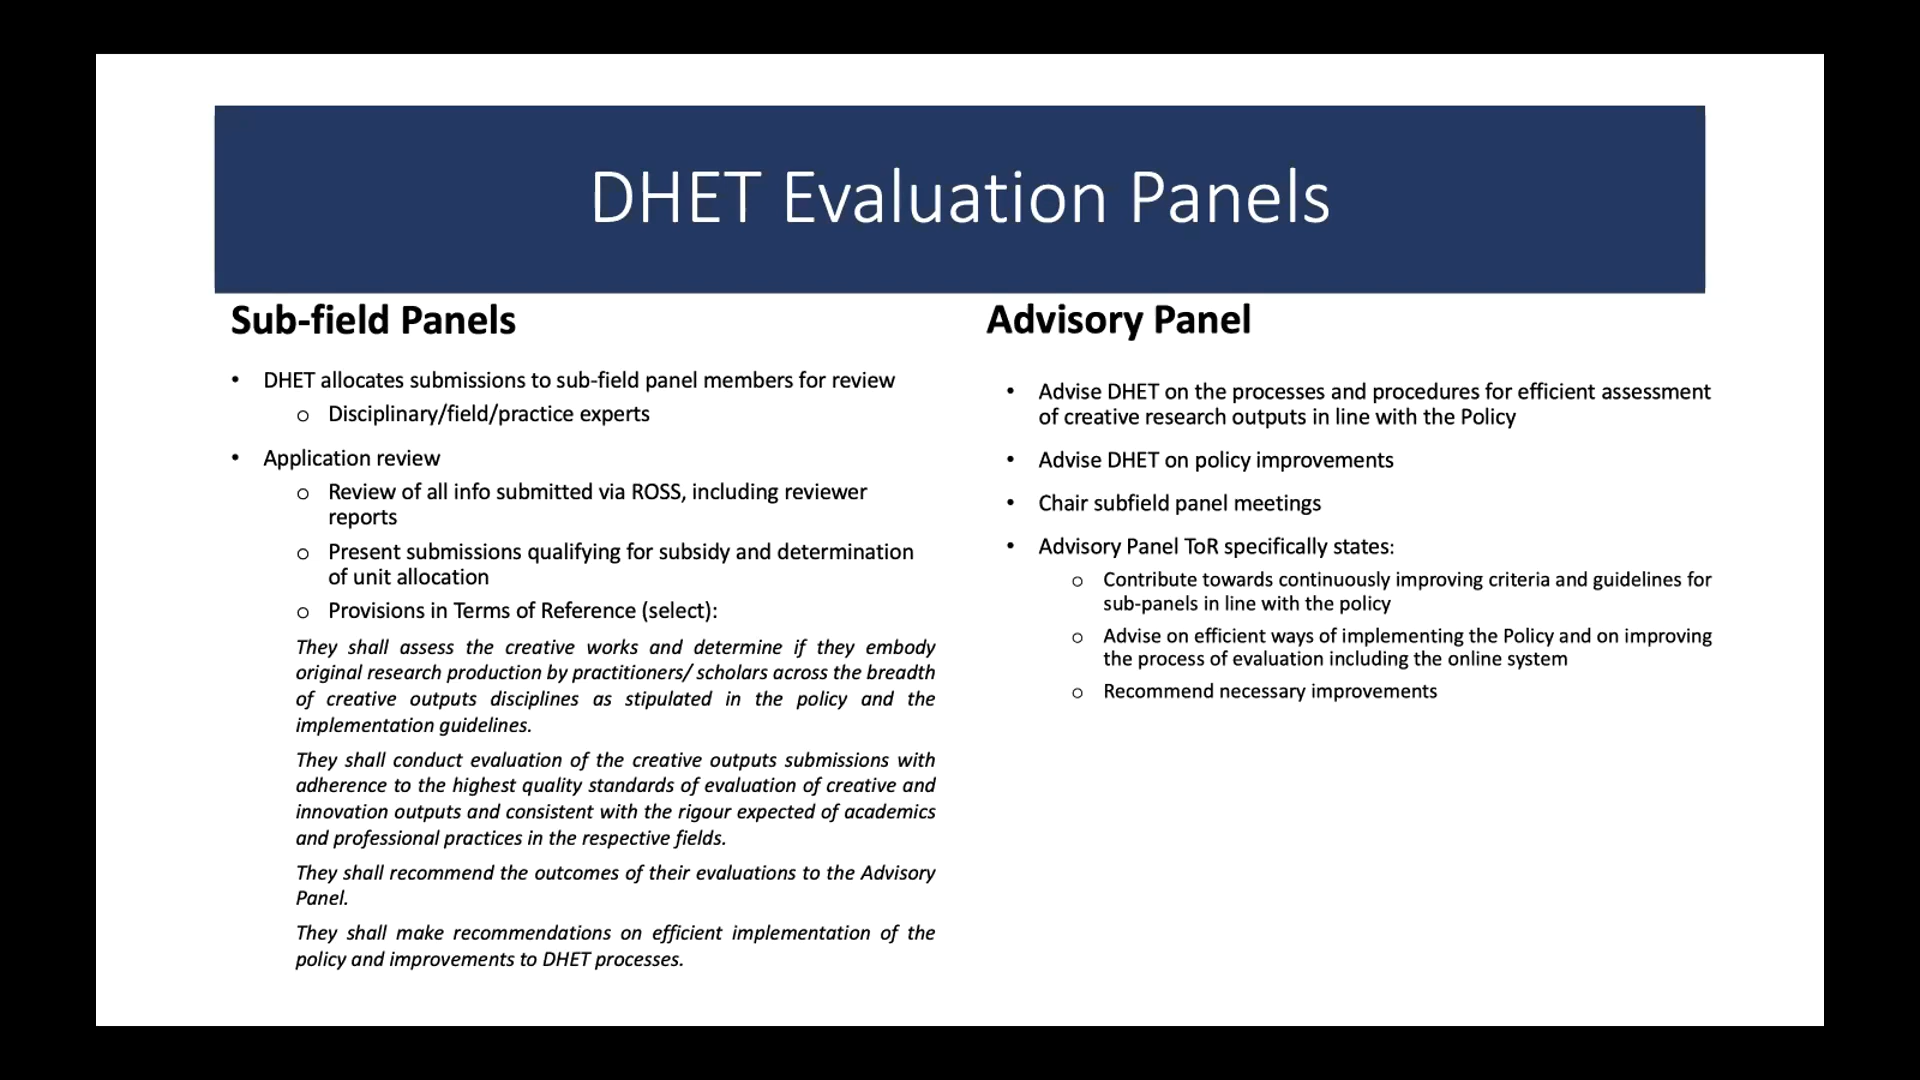 DHET Evaluation Panels
Sub-field Panels
• DHET allocates submissions to sub-field panel members for review
o Disciplinary/field/practice experts
• Application review
o Review of all info submitted via ROSS, including reviewer
reports
o Present submissions qualifying for subsidy and determination
of unit allocation
o Provisions in Terms of Reference (select):
They shall assess the creative works and determine if they embody
original research production by practitioners/ scholars across the breadth
of creative outputs disciplines as stipulated in the policy and the
implementation guidelines.
They shall conduct evaluation of the creative outputs submissions with
adherence to the highest quality standards of evaluation of creative and
innovation outputs and consistent with the rigour expected of academics
and professional practices in the respective fields.
They shall recommend the outcomes of their evaluations to the Advisory
Panel.
They shall make recommendations on efficient implementation of the
policy and improvements to DHET processes.
Advisory Panel
• Advise DHET on the processes and procedures for efficient assessment
of creative research outputs in line with the Policy
• Advise DHET on policy improvements
• Chair subfield panel meetings
• Advisory Panel ToR specifically states:
o Contribute towards continuously improving criteria and guidelines for
sub-panels in line with the policy
o Advise on efficient ways of implementing the Policy and on improving
the process of evaluation including the online system
o Recommend necessary improvements